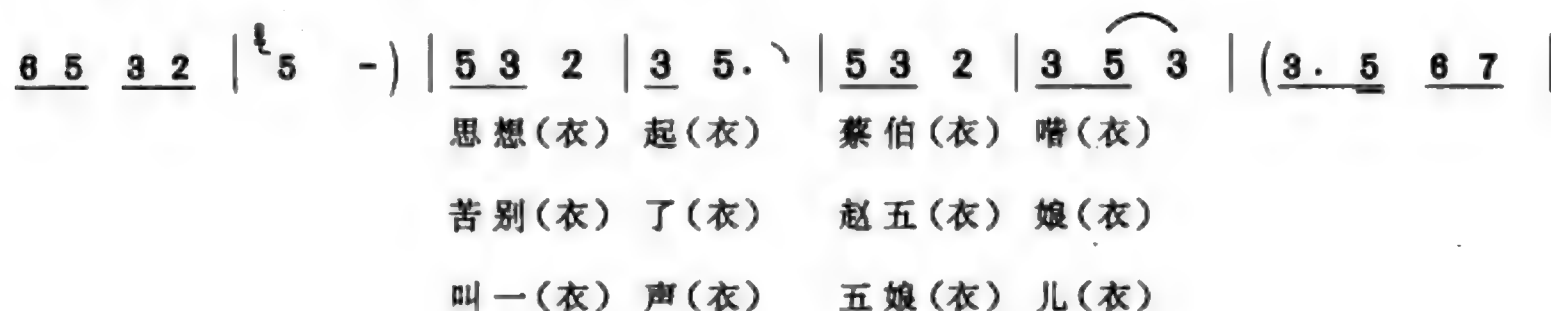 6 5 3 2 | 5 - ) | 5 3 2 | 3 5. | 5 3 2 | 3 5 3 | ( 3. 5 6 7 |
思想(衣) 起(衣) 蔡伯(衣) 喈(衣)
苦别(衣) 了(衣) 赵五(衣) 娘(衣)
叫一(衣) 声(衣) 五娘(衣) 儿(衣)